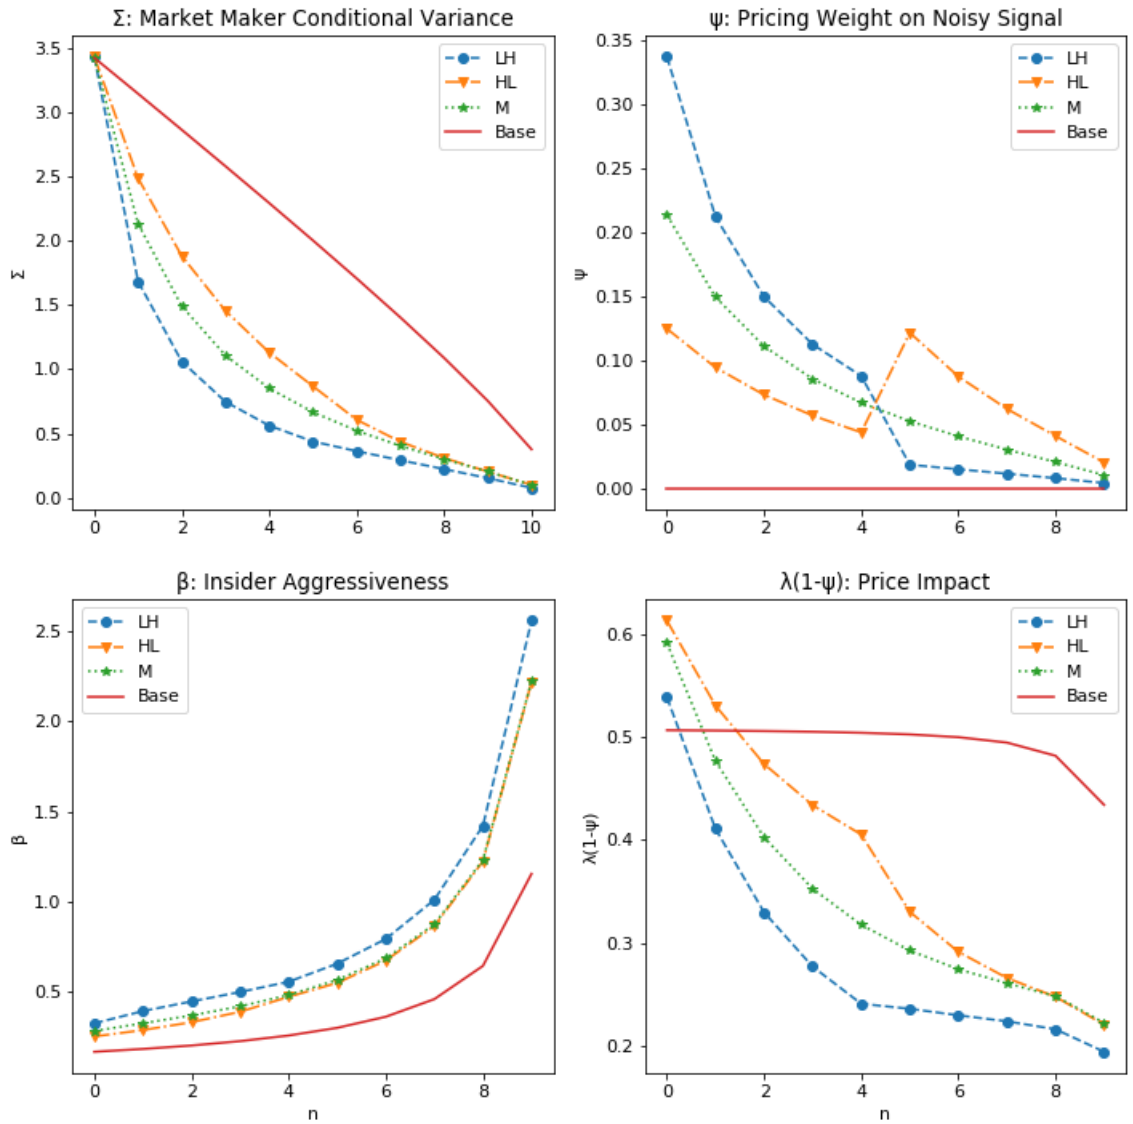 Σ: Market Maker Conditional Variance
3.5
3.0
2.5
2.0
1.5
1.0
0.5
0.0
Σ
0 2 4 6 8 10
LH
HL
M
Base
ψ: Pricing Weight on Noisy Signal
0.35
0.30
0.25
0.20
0.15
0.10
0.05
0.00
ψ
0 2 4 6 8
LH
HL
M
Base
β: Insider Aggressiveness
2.5
2.0
1.5
1.0
0.5
β
0 2 4 6 8
n
LH
HL
M
Base
λ(1-ψ): Price Impact
0.6
0.5
0.4
0.3
0.2
λ(1-ψ)
0 2 4 6 8
n
LH
HL
M
Base